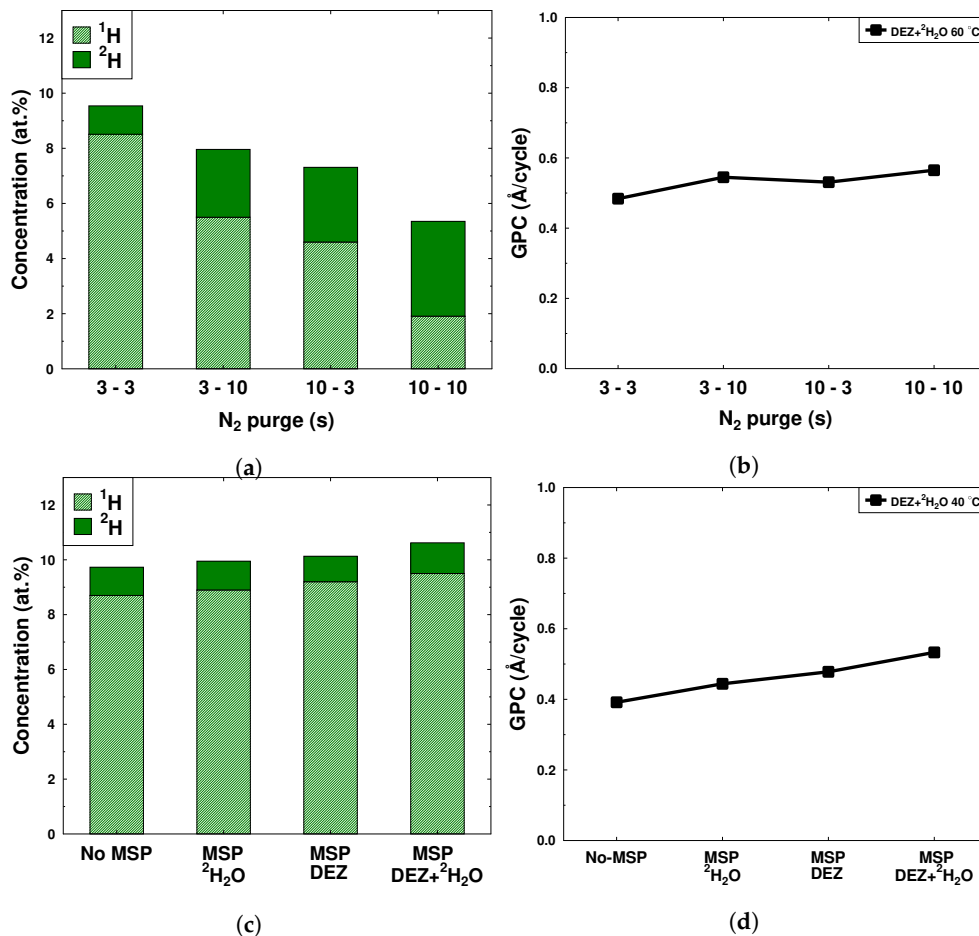 ¹H
²H
Concentration (at.%)
12
10
8
6
4
2
0
3 - 3
3 - 10
10 - 3
10 - 10
N₂ purge (s)
(a)
DEZ+²H₂O 60 °C
GPC (Å/cycle)
1.0
0.8
0.6
0.4
0.2
0.0
3 - 3
3 - 10
10 - 3
10 - 10
N₂ purge (s)
(b)
¹H
²H
Concentration (at.%)
12
10
8
6
4
2
0
No MSP
MSP
²H₂O
MSP
DEZ
MSP
DEZ+²H₂O
(c)
DEZ+²H₂O 40 °C
GPC (Å/cycle)
1.0
0.8
0.6
0.4
0.2
0.0
No-MSP
MSP
²H₂O
MSP
DEZ
MSP
DEZ+²H₂O
(d)